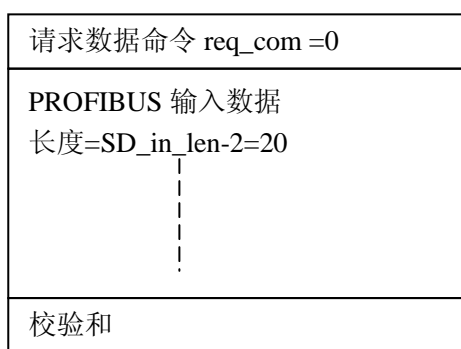 请求数据命令 req_com =0
PROFIBUS 输入数据
长度=SD_in_len-2=20
校验和